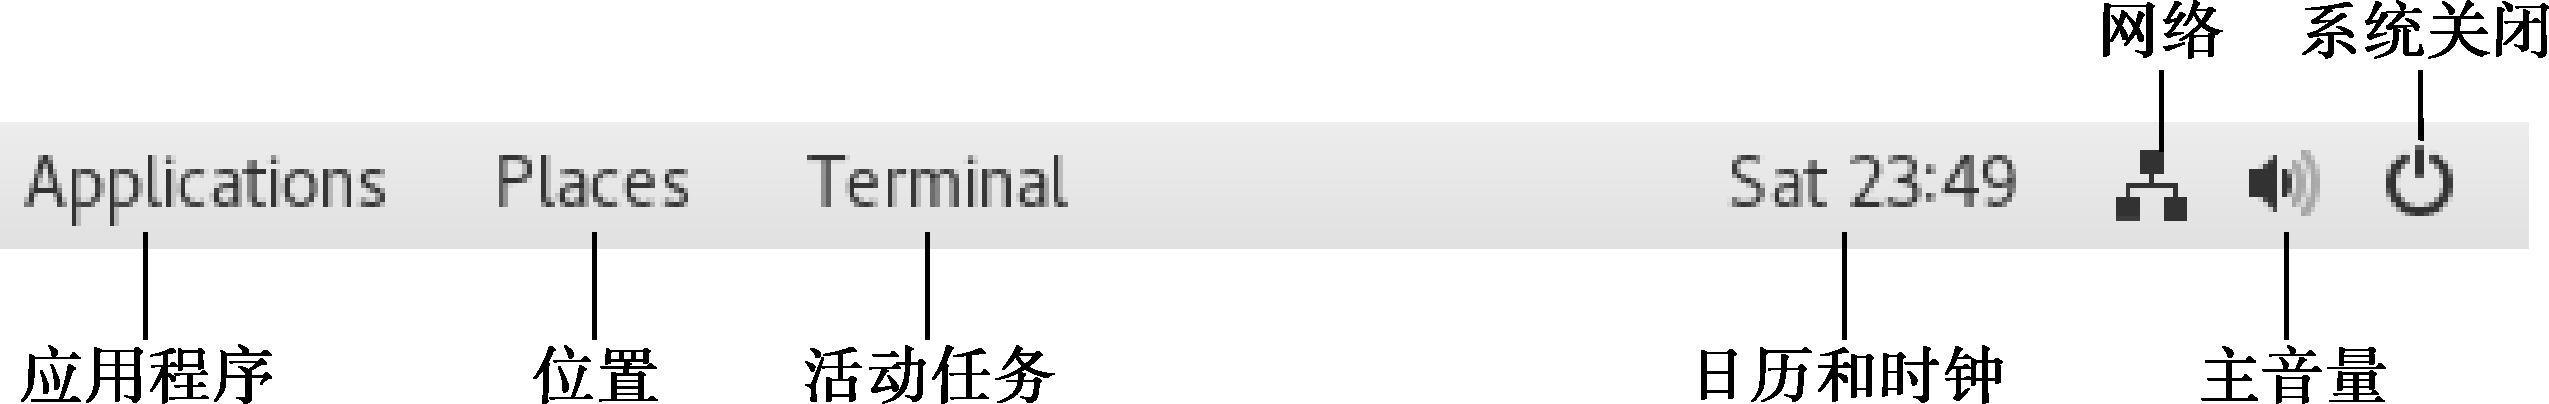 网络 系统关闭
Applications Places Terminal Sat 23:49
应用程序 位置 活动任务 日历和时钟 主音量